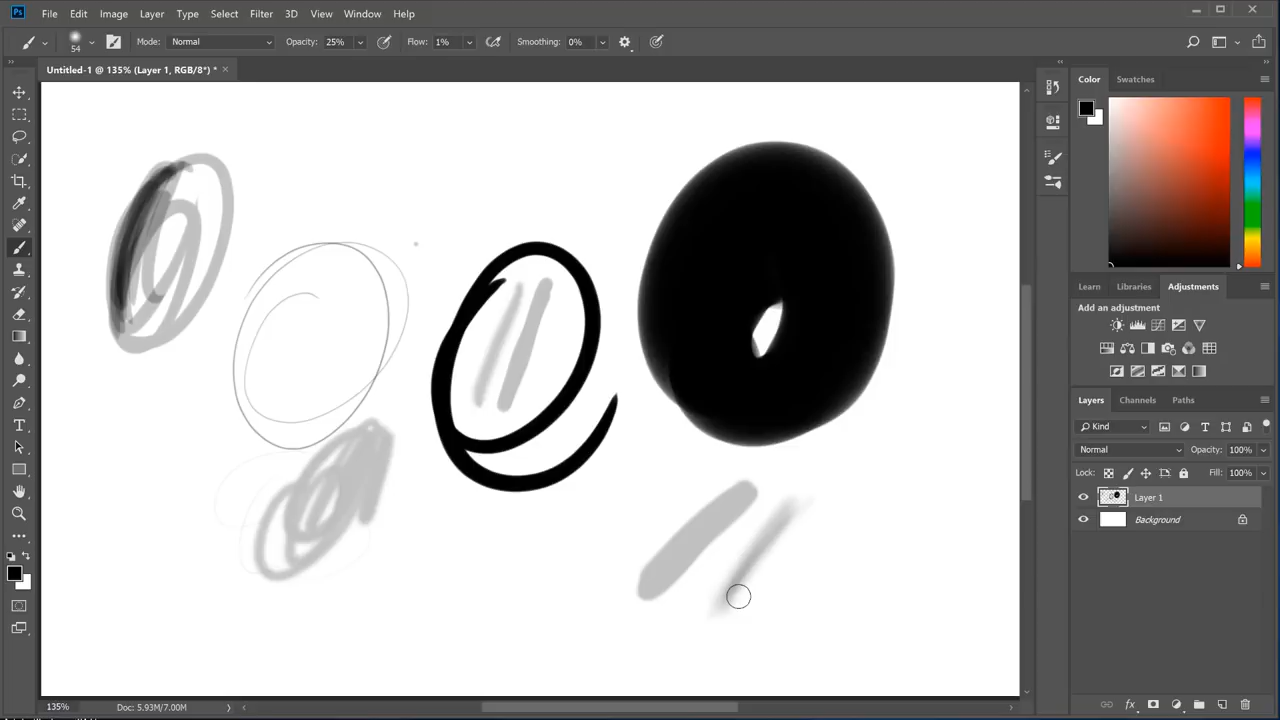 Ps File Edit Image Layer Type Select Filter 3D View Window Help
54 Mode: Normal Opacity: 25% Flow: 1% Smoothing: 0%
Untitled-1 @ 135% (Layer 1, RGB/8*) *
Color Swatches
Learn Libraries Adjustments
Add an adjustment
Layers Channels Paths
Kind
Normal Opacity: 100%
Lock: Fill: 100%
Layer 1
Background
135% Doc: 5.93M/7.00M